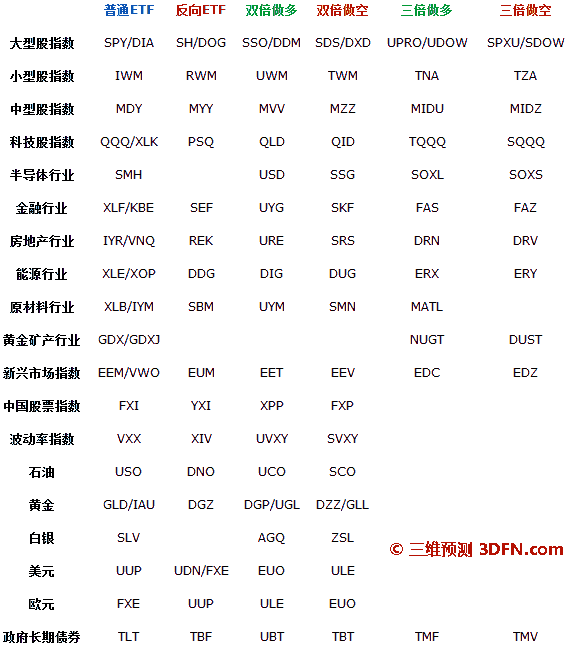 普通ETF 反向ETF 双倍做多 双倍做空 三倍做多 三倍做空
大型股指数 SPY/DIA SH/DOG SSO/DDM SDS/DXD UPRO/UDOW SPXU/SDOW
小型股指数 IWM RWM UWM TWM TNA TZA
中型股指数 MDY MYY MVV MZZ MIDU MIDZ
科技股指数 QQQ/XLK PSQ QLD QID TQQQ SQQQ
半导体行业 SMH USD SSG SOXL SOXS
金融行业 XLF/KBE SEF UYG SKF FAS FAZ
房地产行业 IYR/VNQ REK URE SRS DRN DRV
能源行业 XLE/XOP DDG DIG DUG ERX ERY
原材料行业 XLB/IYM SBM UYM SMN MATL
黄金矿产行业 GDX/GDXJ NUGT DUST
新兴市场指数 EEM/VWO EUM EET EEV EDC EDZ
中国股票指数 FXI YXI XPP FXP
波动率指数 VXX XIV UVXY SVXY
石油 USO DNO UCO SCO
黄金 GLD/IAU DGZ DGP/UGL DZZ/GLL
白银 SLV AGQ ZSL
© 三维预测 3DFN.com
美元 UUP UDN/FXE EUO ULE
欧元 FXE UUP ULE EUO
政府长期债券 TLT TBF UBT TBT TMF TMV